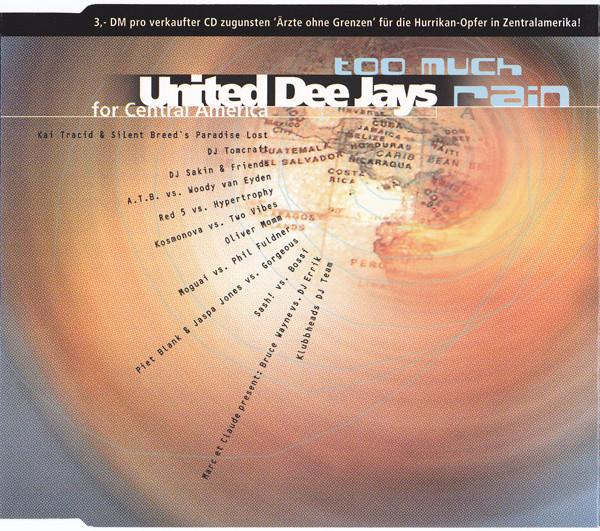 3,- DM pro verkaufter CD zugunsten 'Ärzte ohne Grenzen' für die Hurrikan-Opfer in Zentralamerika!
too much
United Dee Jays rain
for Central America
Kai Tracid & Silent Breed's Paradise Lost
DJ Tomcraft
DJ Sakin & Friends
A.T.B. vs. Woody van Eyden
Red 5 vs. Hypertrophy
Kosmonova vs. Two Vibes
Oliver Momm
Moguai vs. Phil Fuldner
Piet Blank & Jaspa Jones vs. Gorgeous
Sash! vs. Bossi
Marc et Claude present: Bruce Wayne vs. DJ Errik
Klubbheads DJ Team
CUBA
JAMAICA
BELIZE
HAITI
HONDURAS
GUATEMALA
CARIB BEAN
EL SALVADOR
NICARAGUA
COSTA
RICA